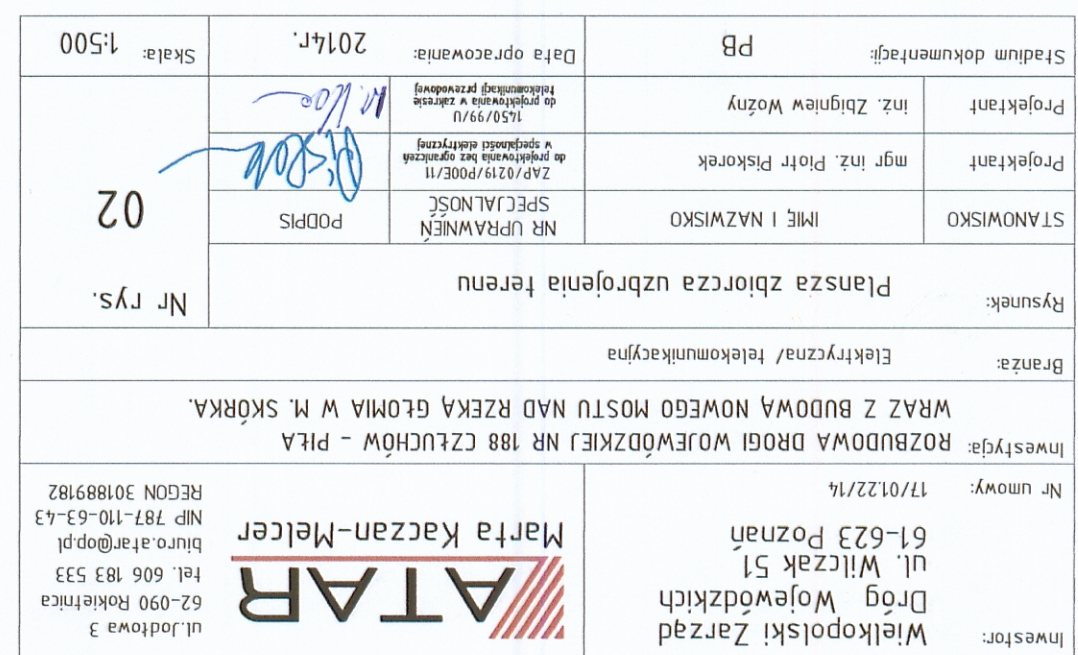 Inwestor:
Wielkopolski Zarząd
Dróg Wojewódzkich
ul. Wilczak 51
61-623 Poznań
Nr umowy: 17/01.22/14
ATAR
Marta Kaczan-Melcer
ul.Jodłowa 3
62-090 Rokietnica
tel. 606 183 533
biuro.atar@op.pl
NIP 787-110-63-43
REGON 301889182
Inwestycja: ROZBUDOWA DROGI WOJEWÓDZKIEJ NR 188 CZŁUCHÓW - PIŁA
WRAZ Z BUDOWĄ NOWEGO MOSTU NAD RZEKĄ GŁOMIA W M. SKÓRKA.
Branża: Elektryczna/ telekomunikacyjna
Rysunek: Plansza zbiorcza uzbrojenia terenu
Nr rys.
02
STANOWISKO IMIĘ I NAZWISKO NR UPRAWNIEŃ SPECJALNOŚĆ PODPIS
Projektant mgr inż. Piotr Piskorek
ZAP/0219/P00E/11
do projektowania bez ograniczeń
w specjalności elektrycznej
Projektant inż. Zbigniew Woźny
1450/99/U
do projektowania w zakresie
telekomunikacji przewodowej
Stadium dokumentacji: PB Data opracowania: 2014r. Skala: 1:500